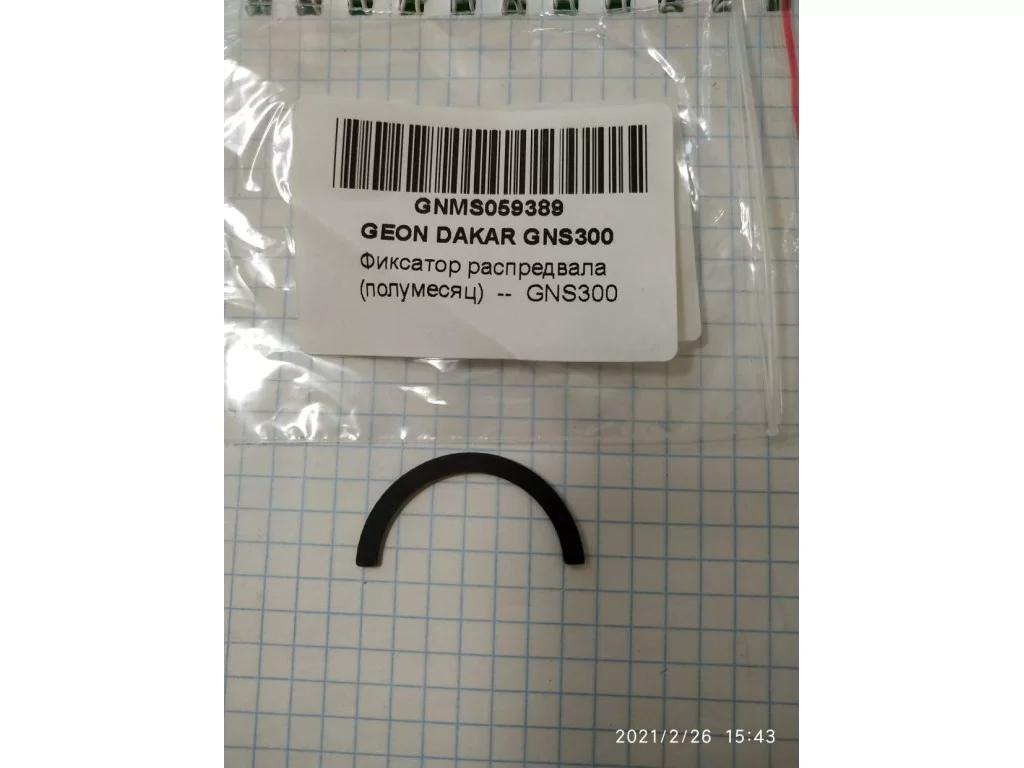 GNMS059389
GEON DAKAR GNS300
Фиксатор распредвала
(полумесяц) -- GNS300
2021/2/26 15:43